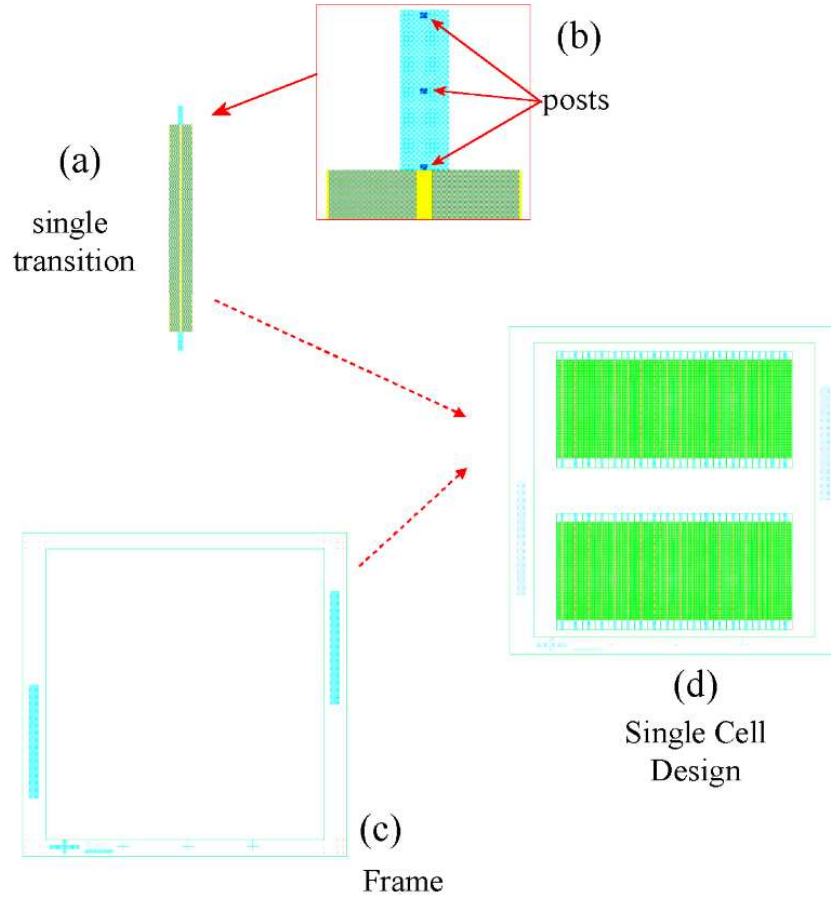 (b)
posts
(a)
single
transition
(d)
Single Cell
Design
(c)
Frame